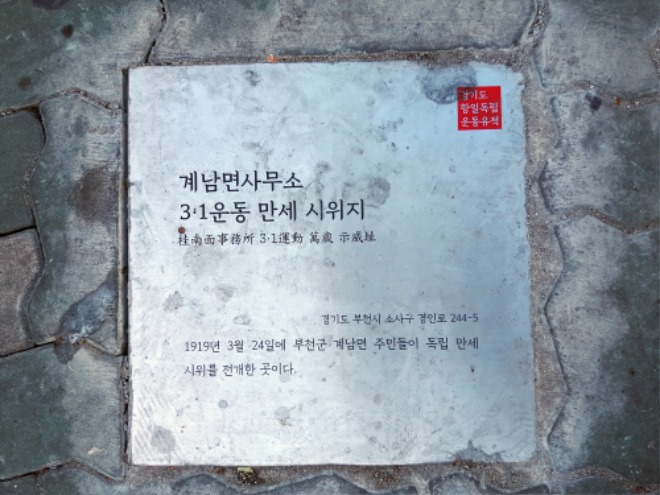 경기도
항일독립
운동유적
계남면사무소
3·1운동 만세 시위지
桂南面事務所 3·1運動 萬歲 示威址
경기도 부천시 소사구 경인로 244-5
1919년 3월 24일에 부천군 계남면 주민들이 독립 만세
시위를 전개한 곳이다.